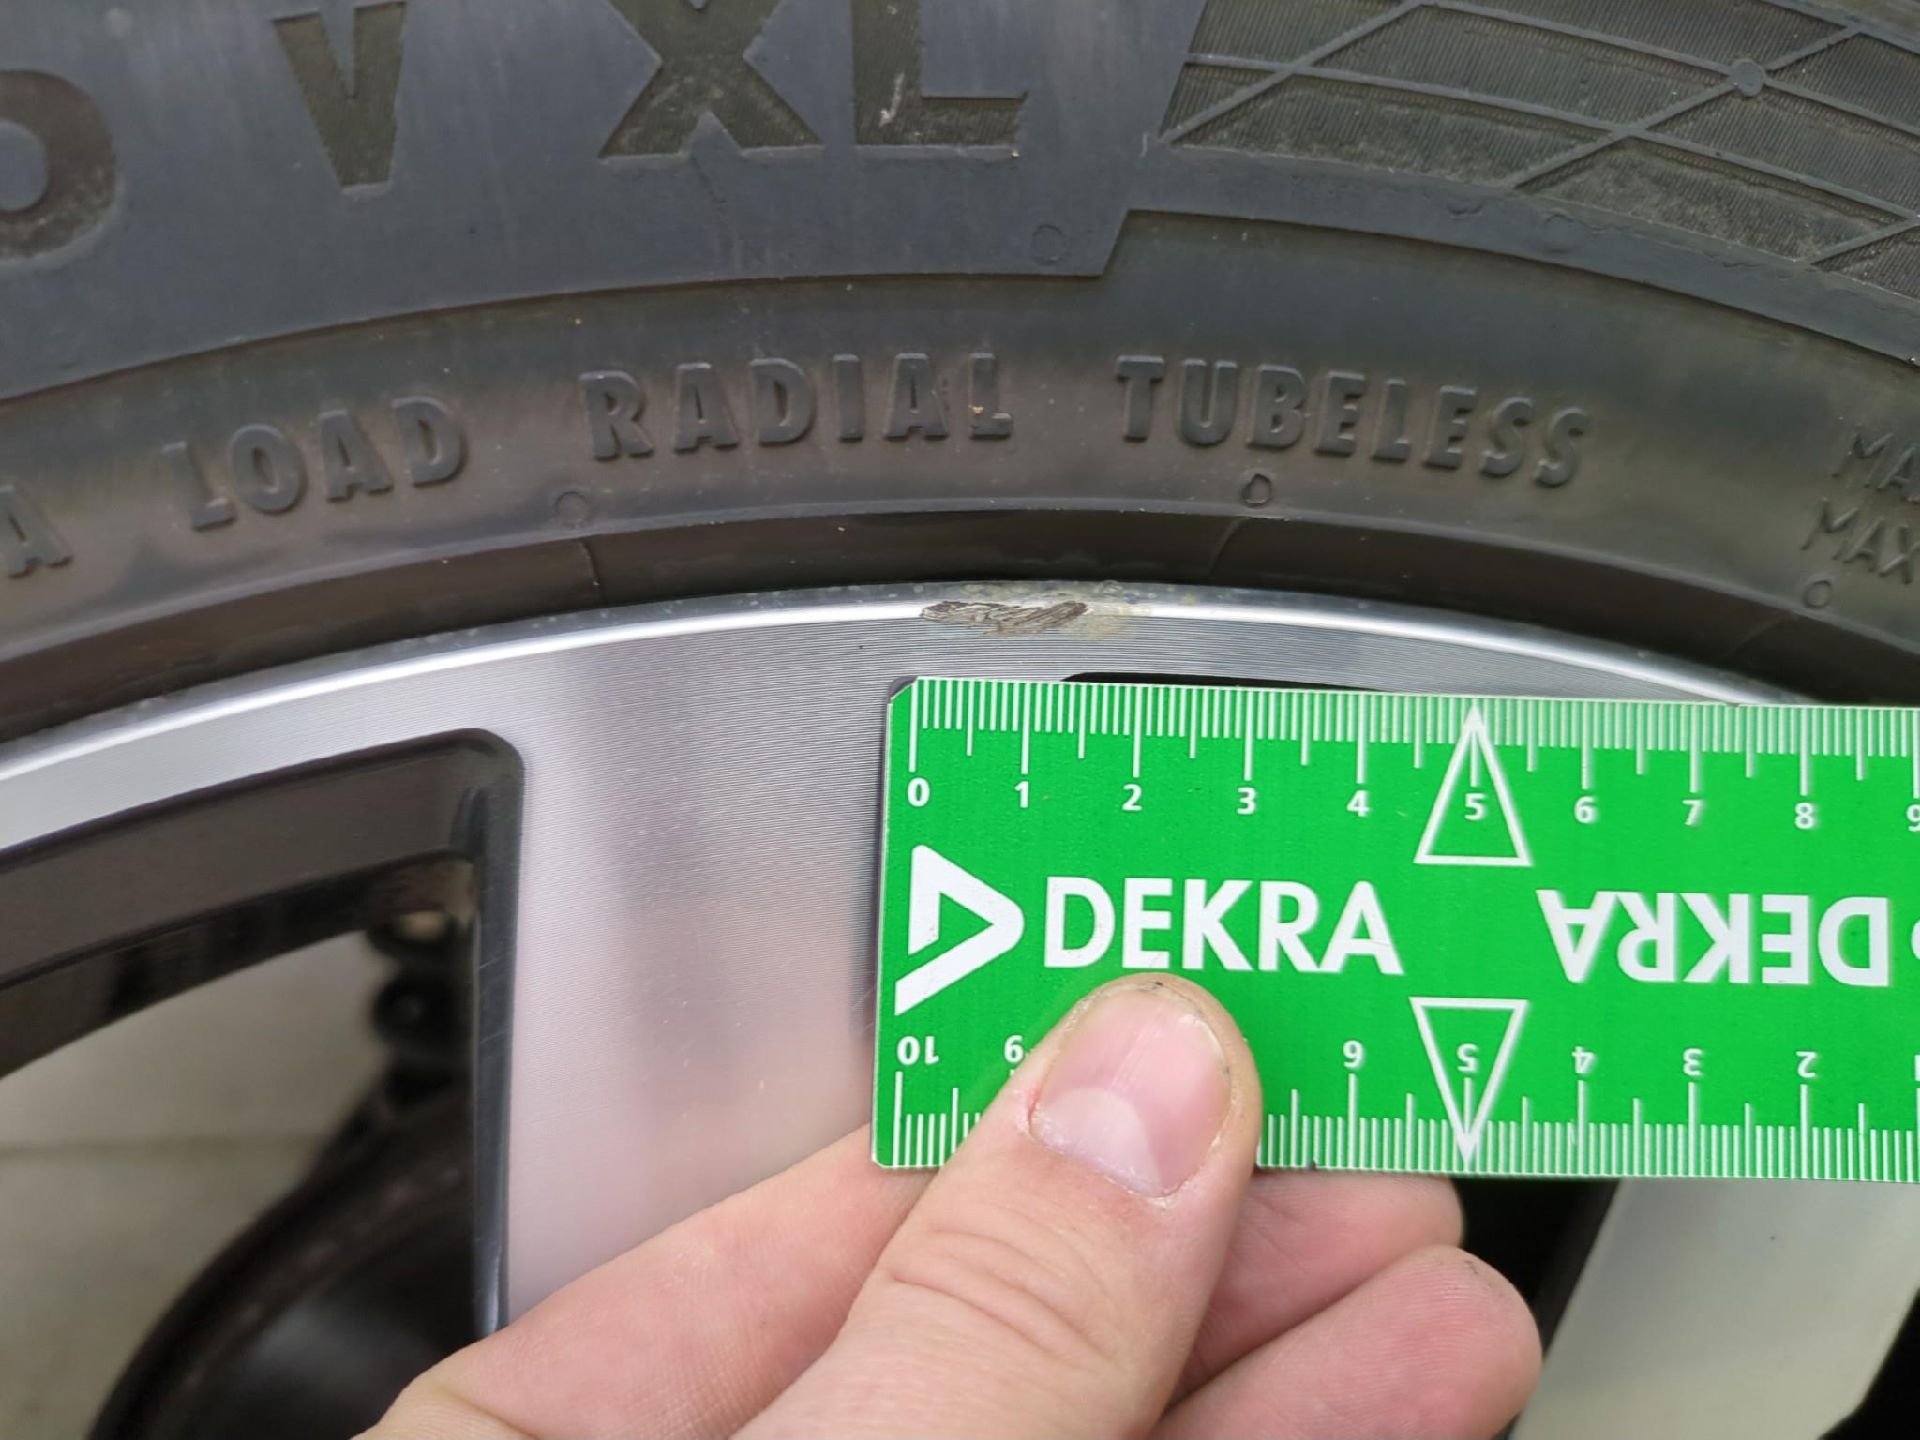 V XL
LOAD RADIAL TUBELESS
0 1 2 3 4 5 6 7 8 9
DEKRA DEKRA
10 9 6 5 4 3 2